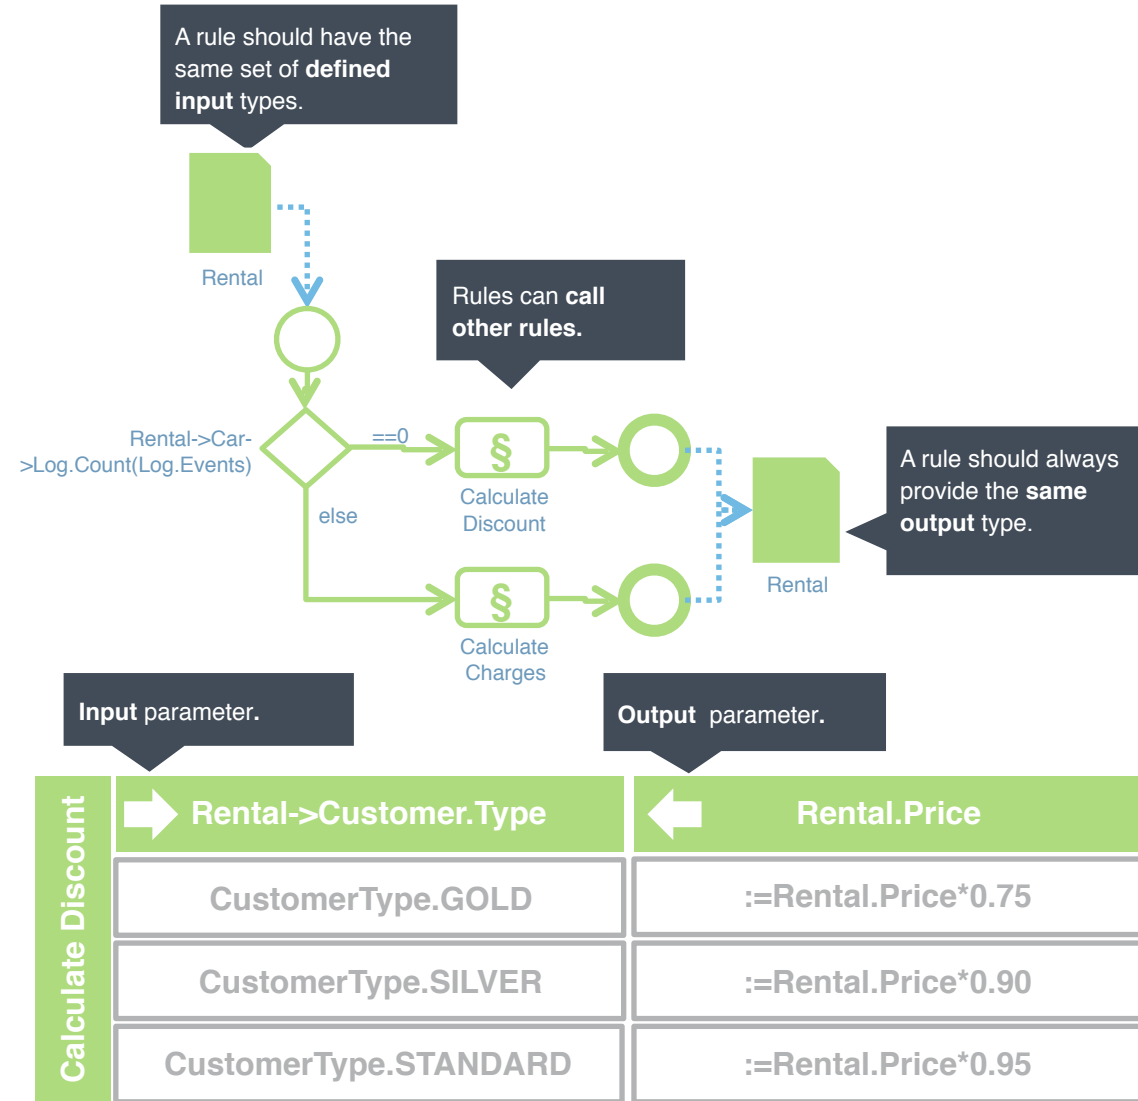 A rule should have the
same set of defined
input types.
Rental
Rules can call
other rules.
Rental->Car-
>Log.Count(Log.Events)
==0
§
Calculate
Discount
else
§
Calculate
Charges
A rule should always
provide the same
output type.
Rental
Input parameter.
Output parameter.
Calculate Discount
Rental->Customer.Type
Rental.Price
CustomerType.GOLD
:=Rental.Price*0.75
CustomerType.SILVER
:=Rental.Price*0.90
CustomerType.STANDARD
:=Rental.Price*0.95